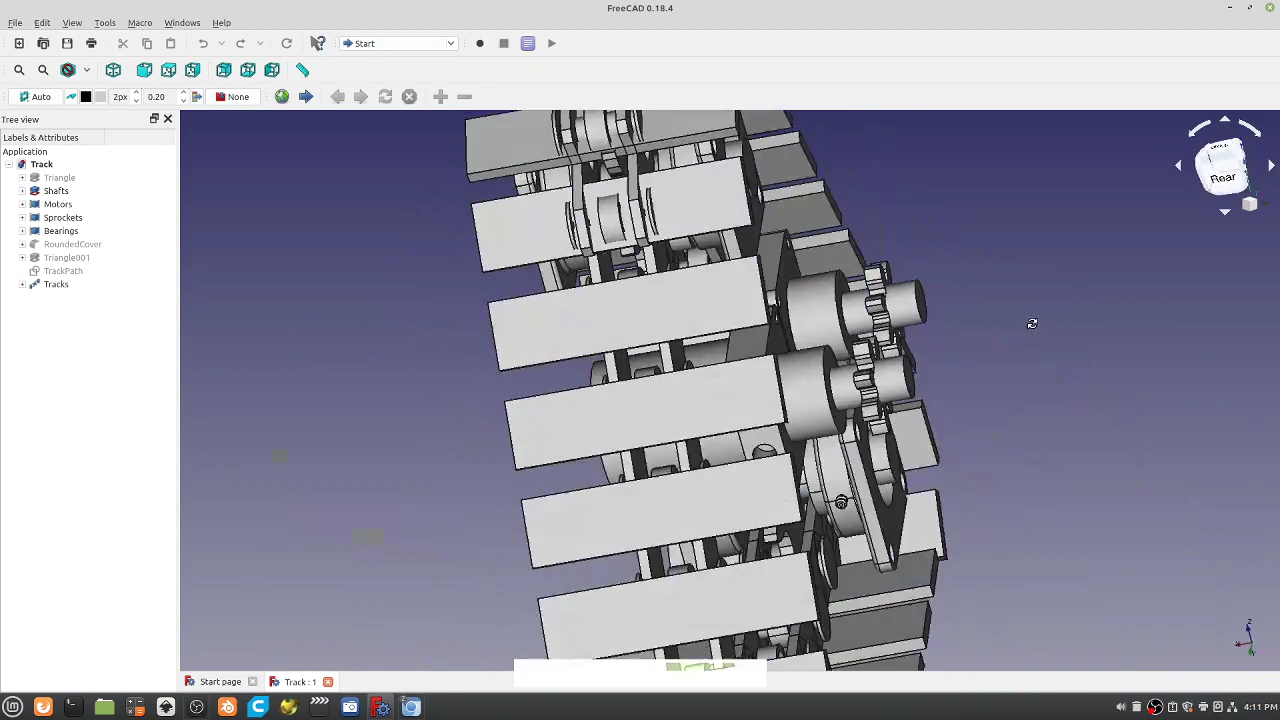 FreeCAD 0.18.4
File Edit View Tools Macro Windows Help
Start
Auto 2px 0.20 None
Tree view
Labels & Attributes
Application
Track
Triangle
Shafts
Motors
Sprockets
Bearings
RoundedCover
Triangle001
TrackPath
Tracks
Rear
Start page Track : 1
4:11 PM